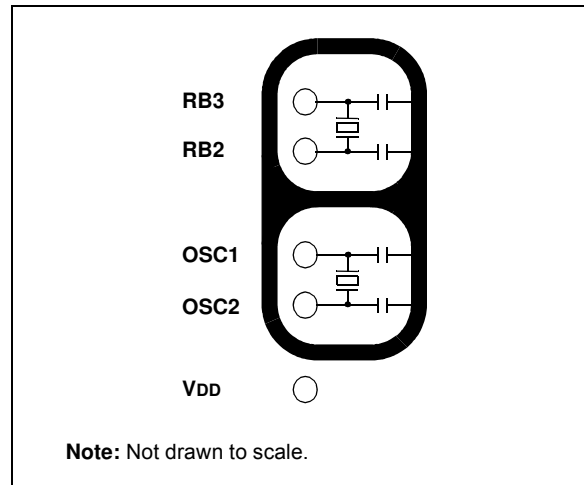 RB3
RB2
OSC1
OSC2
VDD
Note: Not drawn to scale.